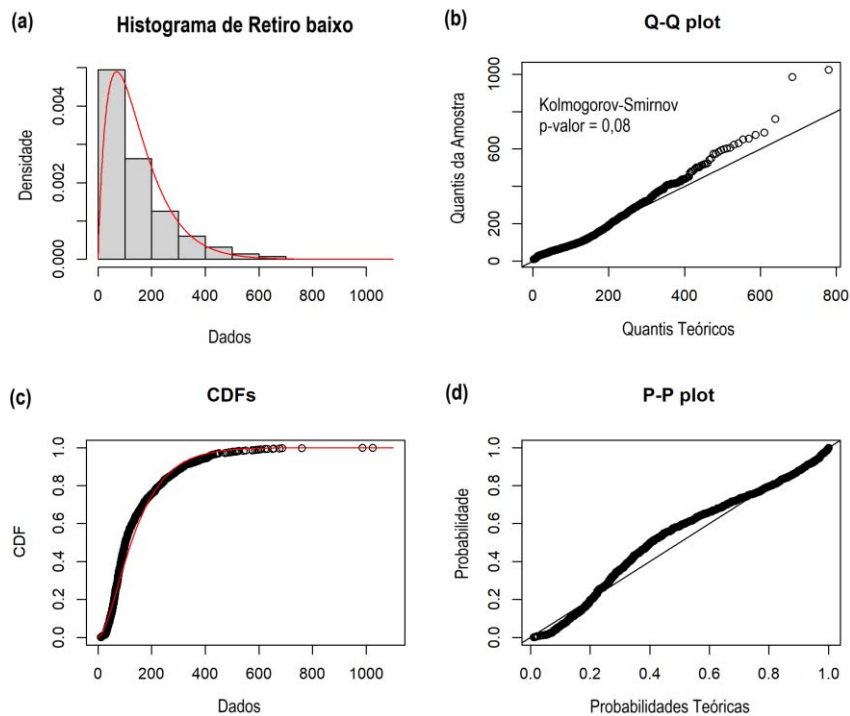 (a)
Histograma de Retiro baixo
Densidade
0.000
0.002
0.004
0 200 400 600 800 1000
Dados
(b)
Q-Q plot
Kolmogorov-Smirnov
p-valor = 0,08
Quantis da Amostra
0 200 600 1000
0 200 400 600 800
Quantis Teóricos
(c)
CDFs
CDF
0.0 0.2 0.4 0.6 0.8 1.0
0 200 400 600 800 1000
Dados
(d)
P-P plot
Probabilidade
0.0 0.2 0.4 0.6 0.8 1.0
0.0 0.2 0.4 0.6 0.8 1.0
Probabilidades Teóricas